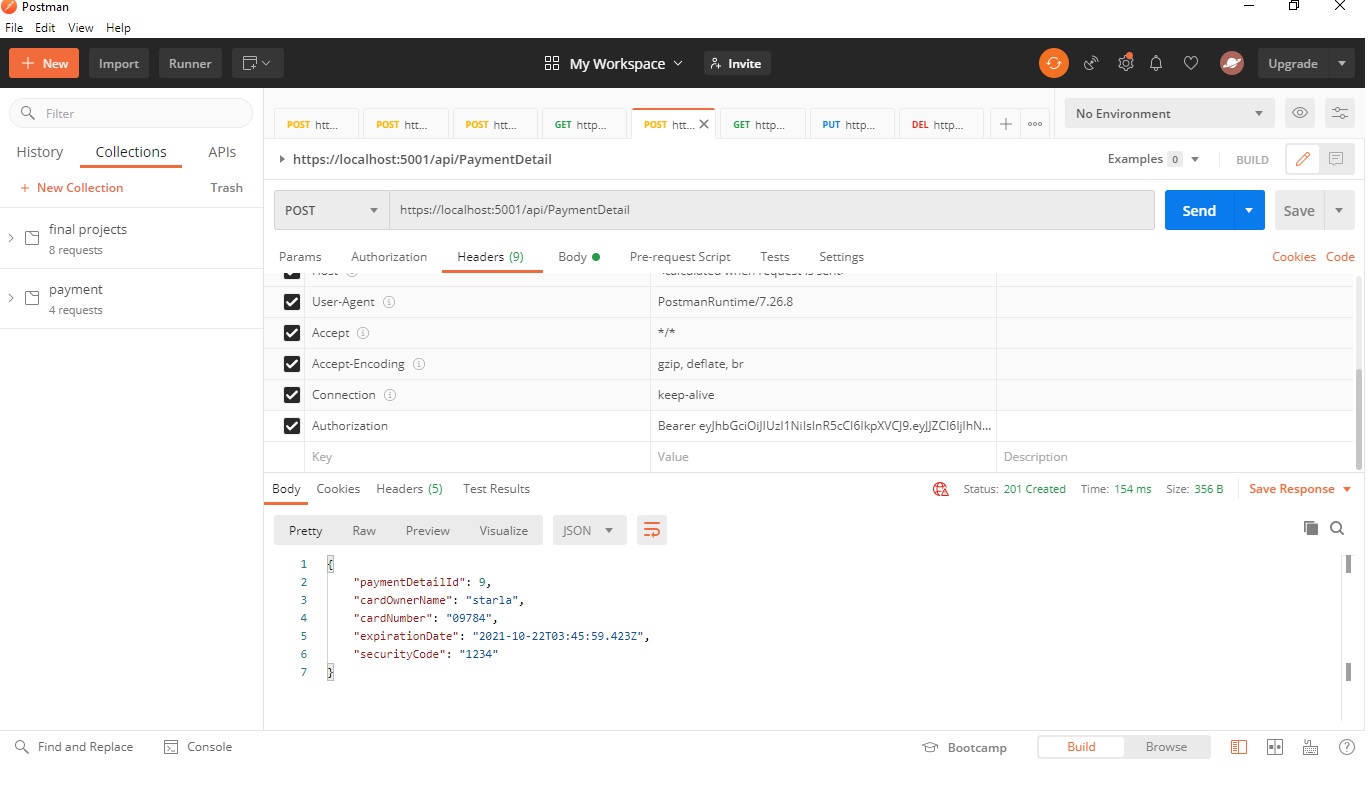 Postman
File Edit View Help
New Import Runner My Workspace Invite Upgrade
Filter
POST htt... POST htt... POST htt... GET http... POST htt... GET http... PUT http... DEL http... No Environment
History Collections APIs
https://localhost:5001/api/PaymentDetail Examples 0 BUILD
+ New Collection Trash
POST https://localhost:5001/api/PaymentDetail Send Save
final projects
8 requests
payment
4 requests
Params Authorization Headers (9) Body Pre-request Script Tests Settings Cookies Code
Host <calculated when request is sent>
User-Agent PostmanRuntime/7.26.8
Accept */*
Accept-Encoding gzip, deflate, br
Connection keep-alive
Authorization Bearer
Key Value Description
Body Cookies Headers (5) Test Results Status: 201 Created Time: 154 ms Size: 356 B Save Response
Pretty Raw Preview Visualize JSON
1 {
2 "paymentDetailId": 9,
3 "cardOwnerName": "starla",
4 "cardNumber": "09784",
5 "expirationDate": "2021-10-22T03:45:59.423Z",
6 "securityCode": "1234"
7 }
Find and Replace Console Bootcamp Build Browse